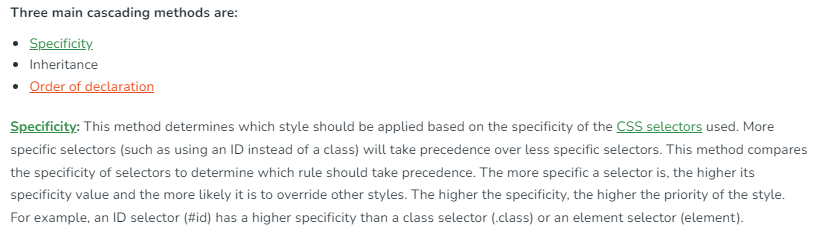 Three main cascading methods are:
Specificity
Inheritance
Order of declaration
Specificity: This method determines which style should be applied based on the specificity of the CSS selectors used. More
specific selectors (such as using an ID instead of a class) will take precedence over less specific selectors. This method compares
the specificity of selectors to determine which rule should take precedence. The more specific a selector is, the higher its
specificity value and the more likely it is to override other styles. The higher the specificity, the higher the priority of the style.
For example, an ID selector (#id) has a higher specificity than a class selector (.class) or an element selector (element).